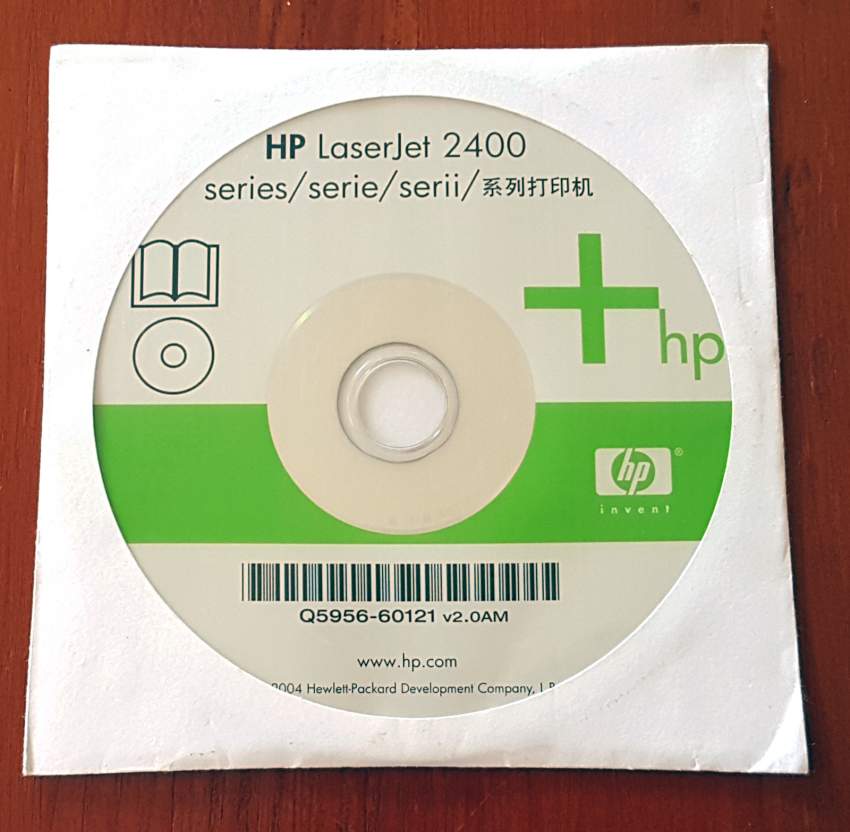 HP LaserJet 2400
series/serie/serii/系列打印机
hp
hp®
invent
Q5956-60121 v2.0AM
www.hp.com
2004 Hewlett-Packard Development Company, L.P